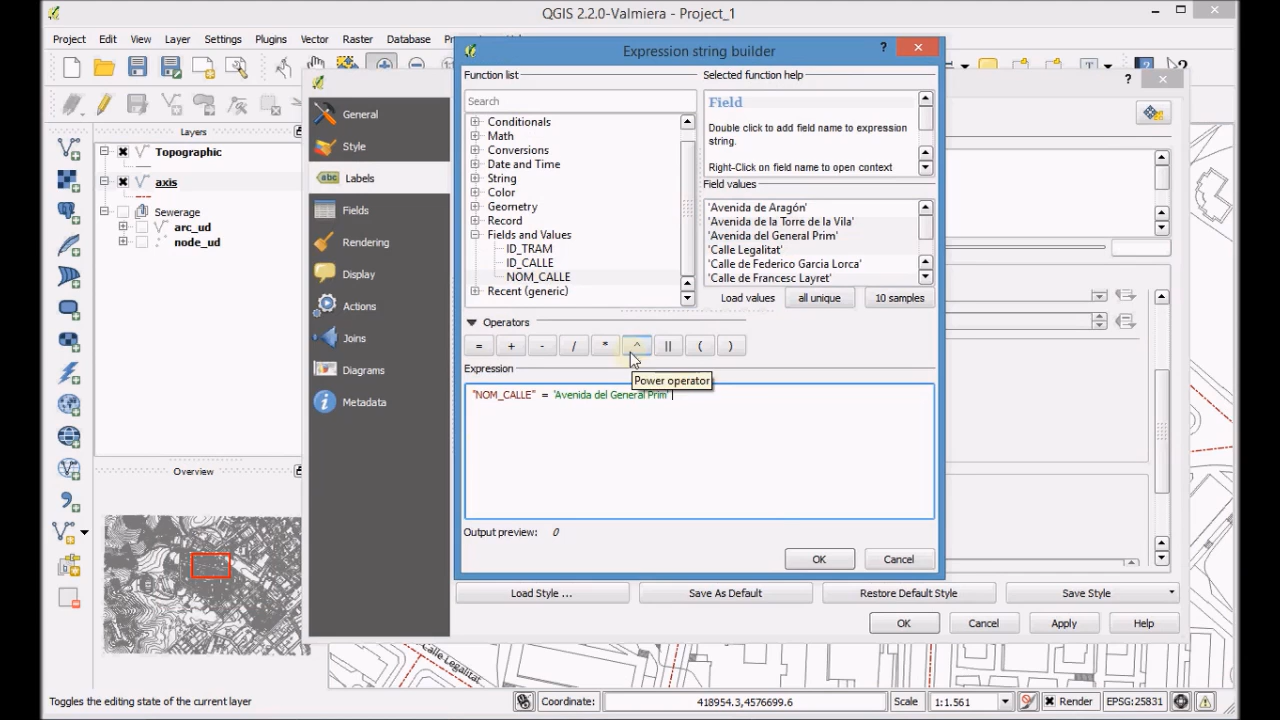 QGIS 2.2.0-Valmiera - Project_1
Project Edit View Layer Settings Plugins Vector Raster Database
Expression string builder
?
Function list
Selected function help
Search
Field
Double click to add field name to expression
string.
Right-Click on field name to open context
Conditionals
Math
Conversions
Date and Time
String
Color
Geometry
Record
Fields and Values
ID_TRAM
ID_CALLE
NOM_CALLE
Recent (generic)
Field values
'Avenida de Aragón'
'Avenida de la Torre de la Vila'
'Avenida del General Prim'
'Calle Legalitat'
'Calle de Federico Garcia Lorca'
'Calle de Francesc Layret'
Load values all unique 10 samples
Operators
= + - / * ^ || ( )
Power operator
Expression
"NOM_CALLE" = 'Avenida del General Prim'
Output preview: 0
OK Cancel
General
Style
abc Labels
Fields
Rendering
Display
Actions
Joins
Diagrams
Metadata
Layers
Topographic
axis
Sewerage
arc_ud
node_ud
Overview
Load Style ... Save As Default Restore Default Style Save Style
OK Cancel Apply Help
Calle Legalitat
Toggles the editing state of the current layer
Coordinate: 418954.3,4576699.6 Scale 1:1.561 Render EPSG:25831